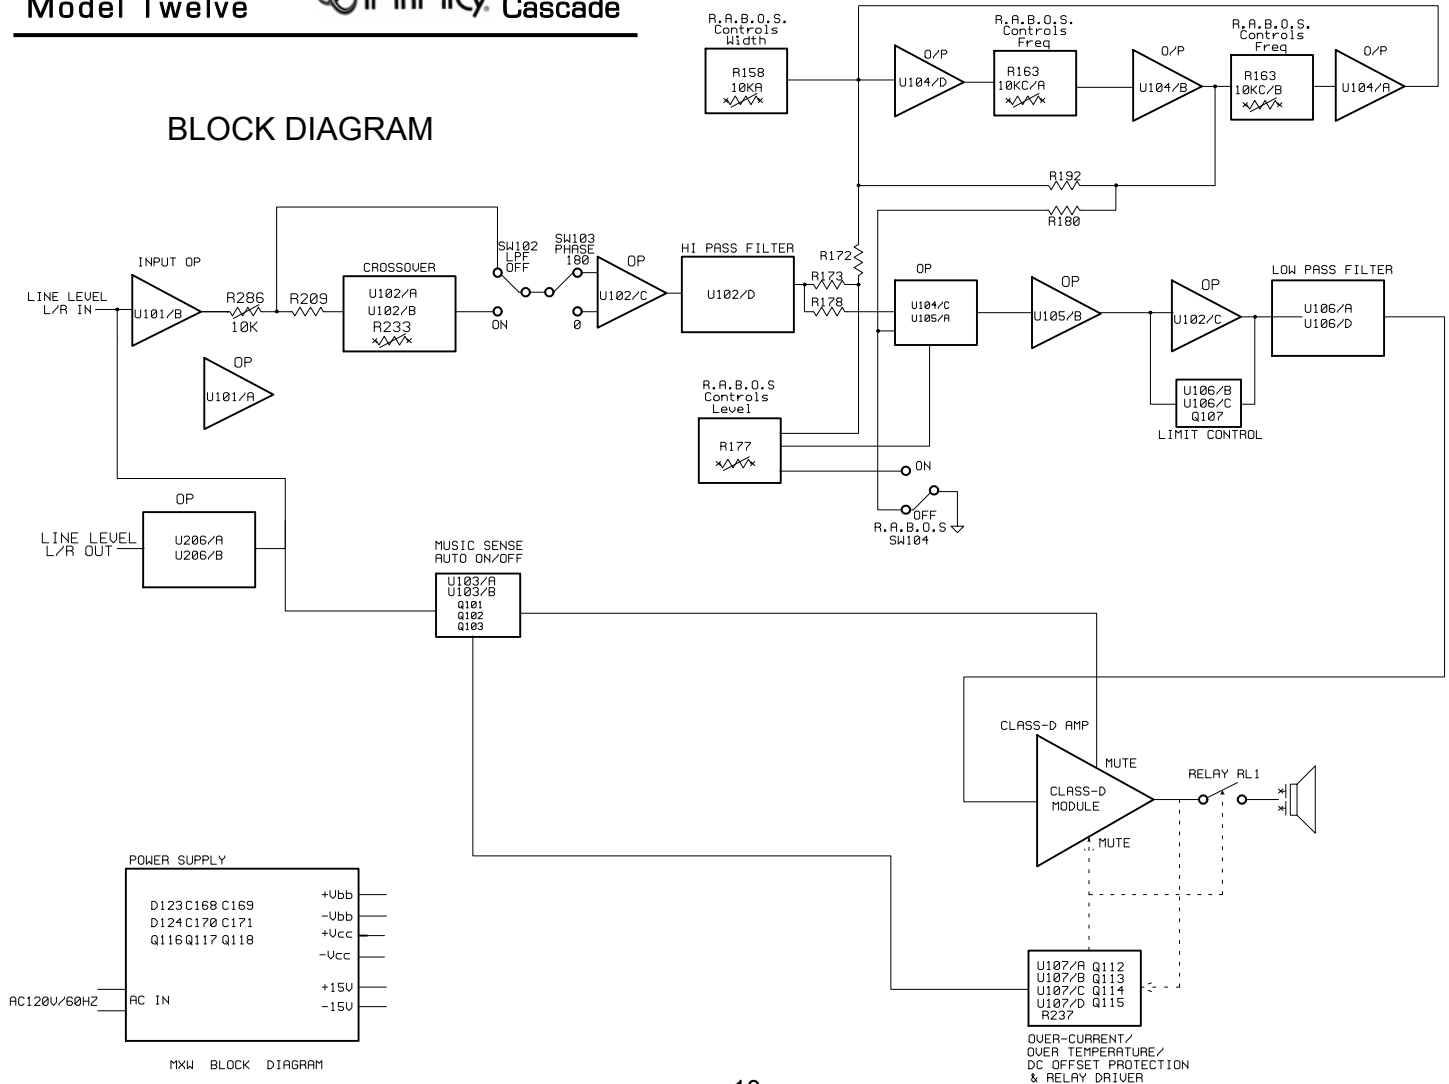 Model Twelve
Infinity. Cascade
BLOCK DIAGRAM
R.A.B.O.S.
Controls
Width
R158
10KA
O/P
U104/D
R.A.B.O.S.
Controls
Freq
R163
10KC/A
O/P
U104/B
R.A.B.O.S.
Controls
Freq
R163
10KC/B
O/P
U104/A
R192
R180
INPUT OP
LINE LEVEL
L/R IN
U101/B
R286
10K
R209
CROSSOVER
U102/A
U102/B
R233
SW102
LPF
OFF
ON
SW103
PHASE
180
0
OP
U102/C
HI PASS FILTER
U102/D
R172
R173
R178
OP
U104/C
U105/A
OP
U105/B
OP
U102/C
LOW PASS FILTER
U106/A
U106/D
U106/B
U106/C
Q107
LIMIT CONTROL
OP
U101/A
R.A.B.O.S
Controls
Level
R177
ON
OFF
R.A.B.O.S
SW104
OP
LINE LEVEL
L/R OUT
U206/A
U206/B
MUSIC SENSE
AUTO ON/OFF
U103/A
U103/B
Q101
Q102
Q103
CLASS-D AMP
MUTE
CLASS-D
MODULE
MUTE
RELAY RL1
POWER SUPPLY
D123 C168 C169
D124 C170 C171
Q116 Q117 Q118
+Vbb
-Vbb
+Vcc
-Vcc
+15V
-15V
AC120V/60HZ
AC IN
MXW BLOCK DIAGRAM
U107/A Q112
U107/B Q113
U107/C Q114
U107/D Q115
R237
OVER-CURRENT/
OVER TEMPERATURE/
DC OFFSET PROTECTION
& RELAY DRIVER